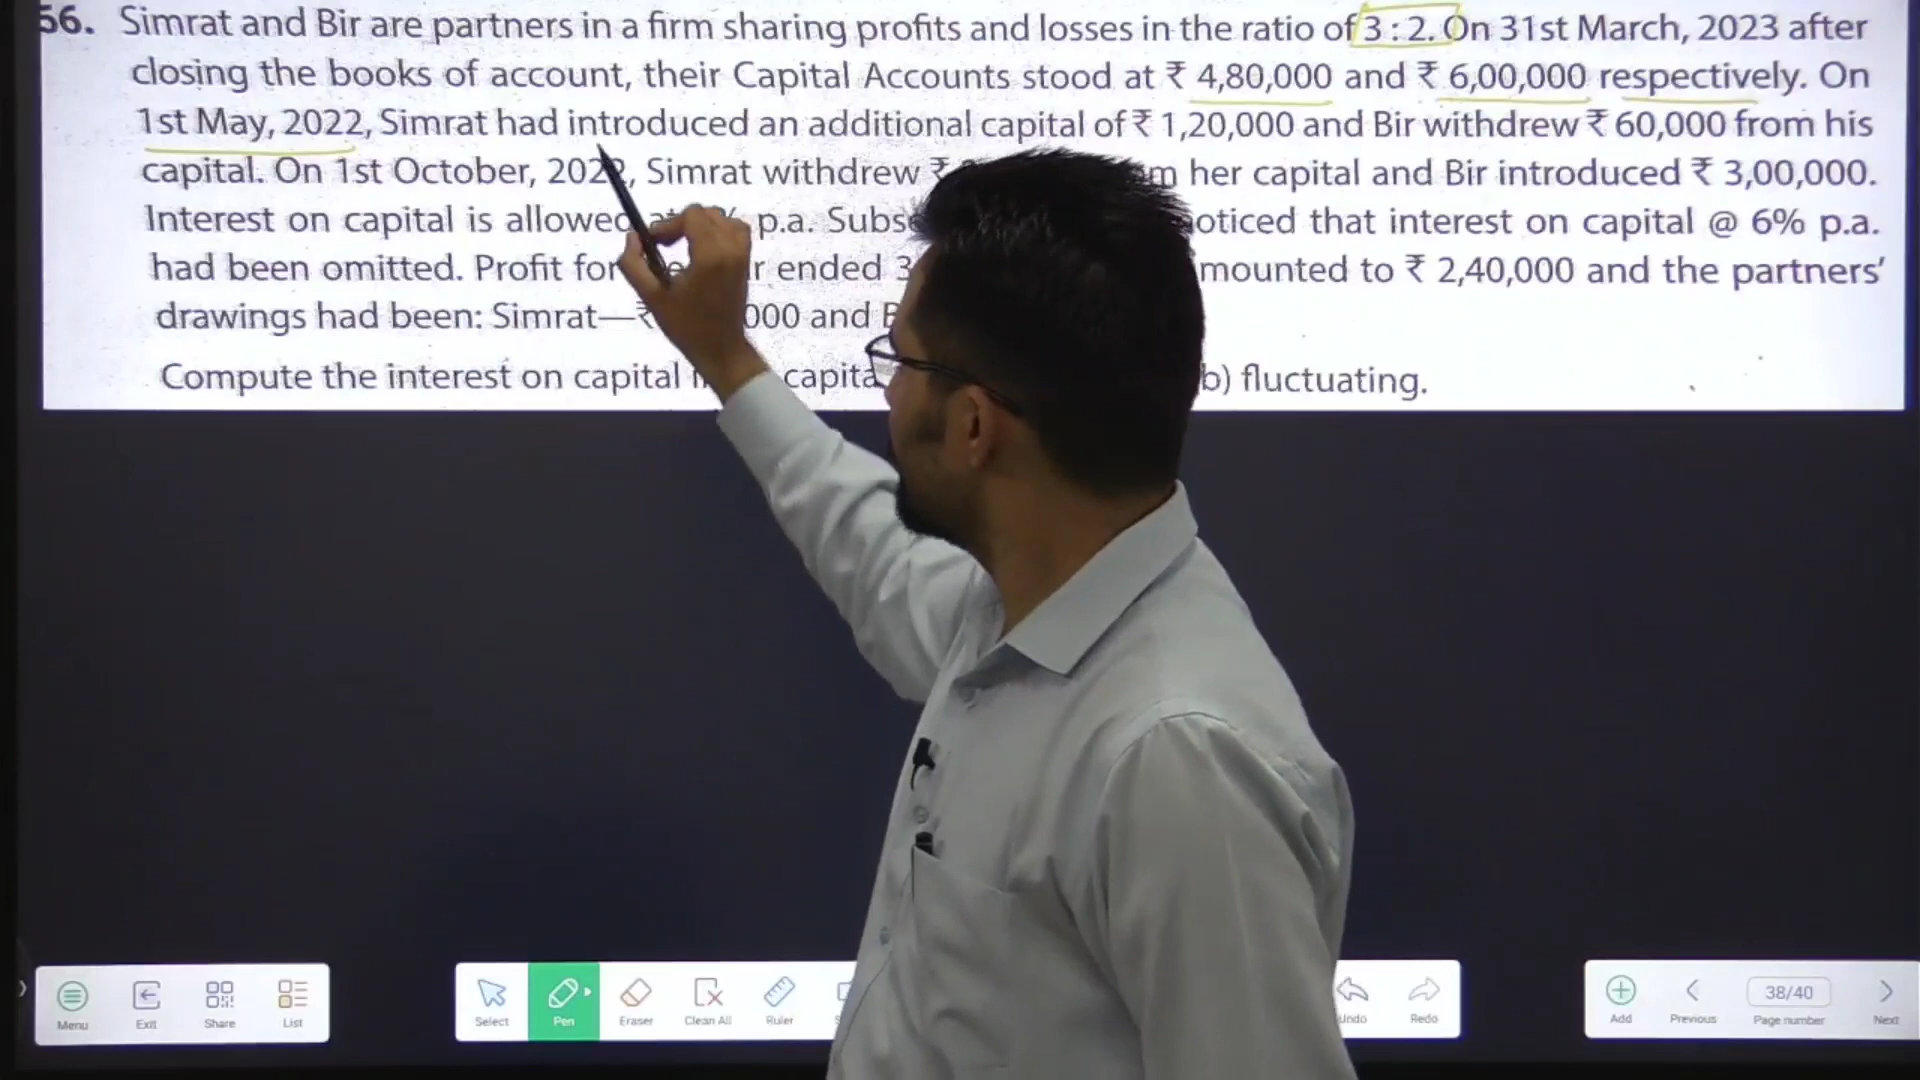 56. Simrat and Bir are partners in a firm sharing profits and losses in the ratio of 3 : 2. On 31st March, 2023 after
closing the books of account, their Capital Accounts stood at ₹ 4,80,000 and ₹ 6,00,000 respectively. On
1st May, 2022, Simrat had introduced an additional capital of ₹ 1,20,000 and Bir withdrew ₹ 60,000 from his
capital. On 1st October, 2022, Simrat withdrew ₹ her capital and Bir introduced ₹ 3,00,000.
Interest on capital is allowed p.a. that interest on capital @ 6% p.a.
had been omitted. Profit for ended to ₹ 2,40,000 and the partners'
drawings had been: Simrat—₹ and
Compute the interest on capital b) fluctuating.
Menu Exit Share List Select Pen Eraser Clean All Ruler Undo Redo Add Previous 38/40 Page number Next